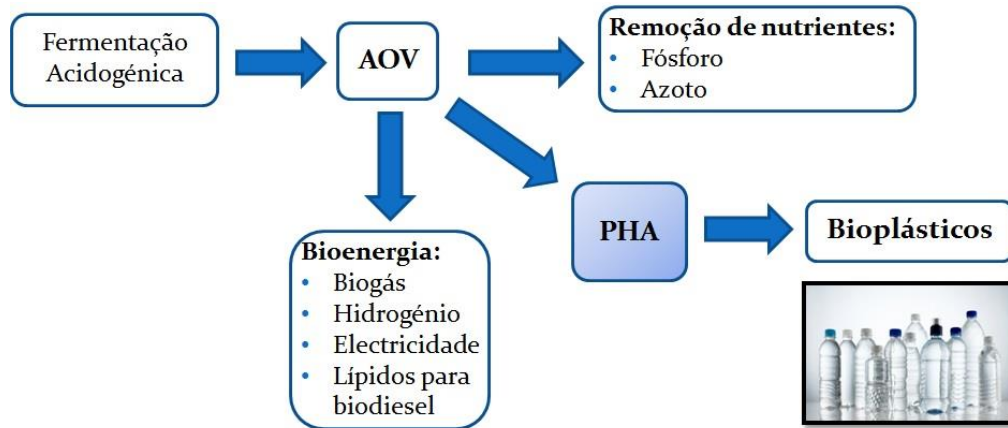 Fermentação
Acidogénica
AOV
Remoção de nutrientes:
• Fósforo
• Azoto
PHA
Bioplásticos
Bioenergia:
• Biogás
• Hidrogénio
• Electricidade
• Lípidos para
biodiesel